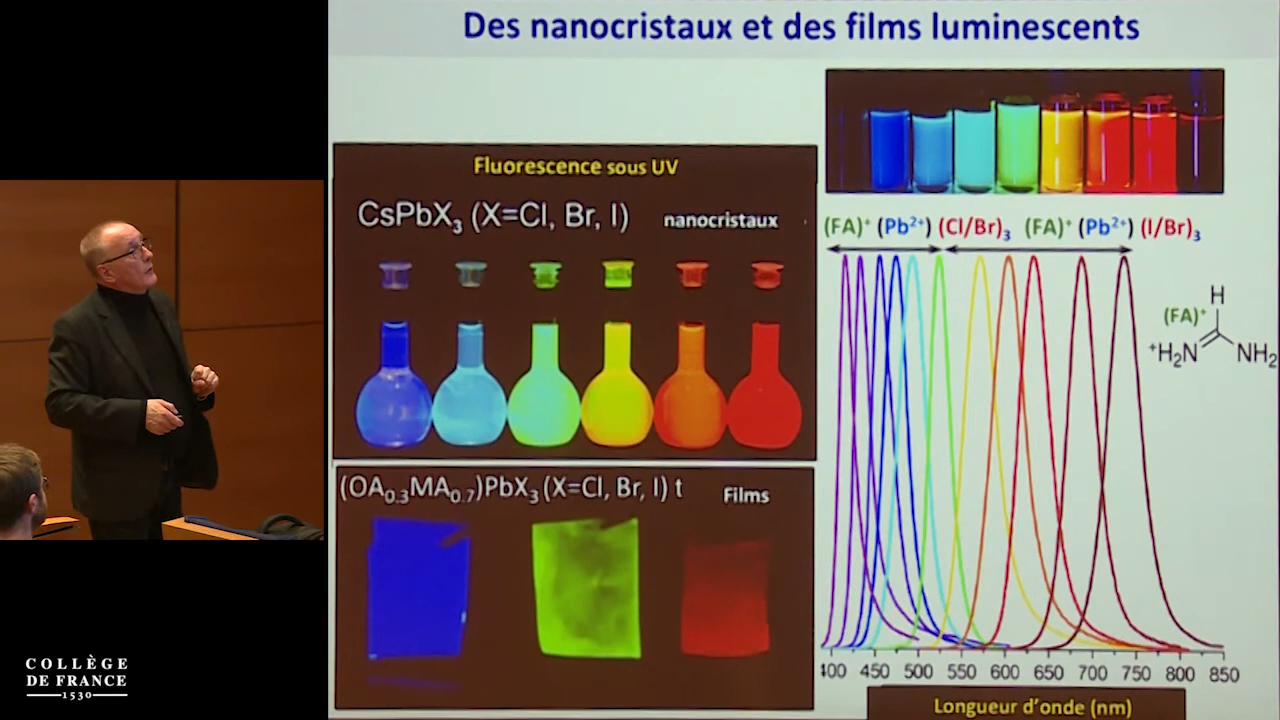 Des nanocristaux et des films luminescents
Fluorescence sous UV
CsPbX₃ (X=Cl, Br, I) nanocristaux
(OA₀.₃MA₀.₇)PbX₃ (X=Cl, Br, I) t Films
(FA)⁺ (Pb²⁺) (Cl/Br)₃ (FA)⁺ (Pb²⁺) (I/Br)₃
H
(FA)⁺
⁺H₂N NH₂
400 450 500 550 600 650 700 750 800 850
Longueur d'onde (nm)
COLLÈGE
DE FRANCE
1530